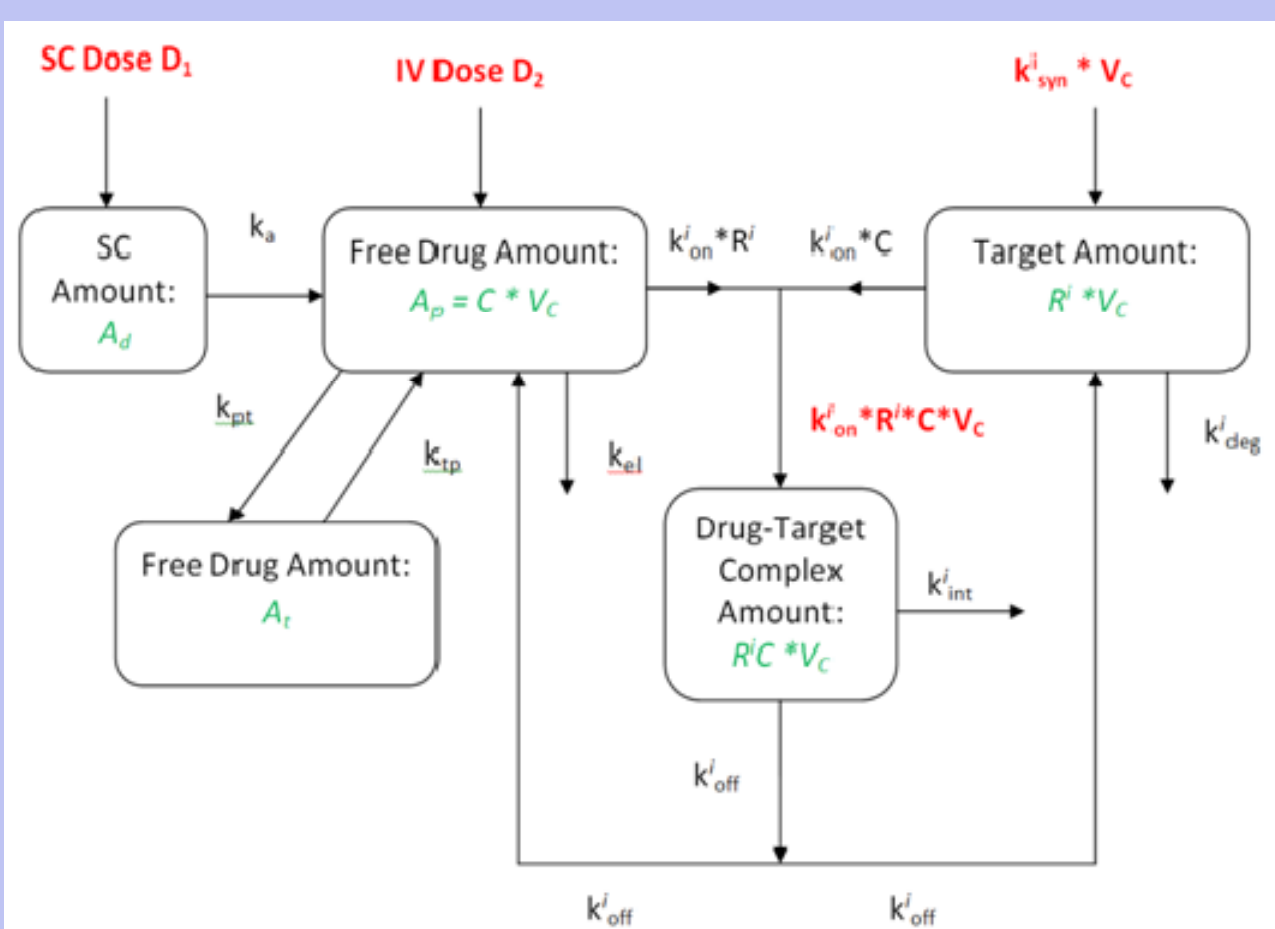 SC Dose D₁
IV Dose D₂
kⁱsyn * VC
SC
Amount:
Ad
ka
Free Drug Amount:
Ap = C * VC
kⁱon*Rⁱ
kⁱon*C
Target Amount:
Rⁱ *VC
kpt
ktp
kel
kⁱon*Rⁱ*C*VC
kⁱdeg
Free Drug Amount:
At
Drug-Target
Complex
Amount:
RⁱC *VC
kⁱint
kⁱoff
kⁱoff
kⁱoff